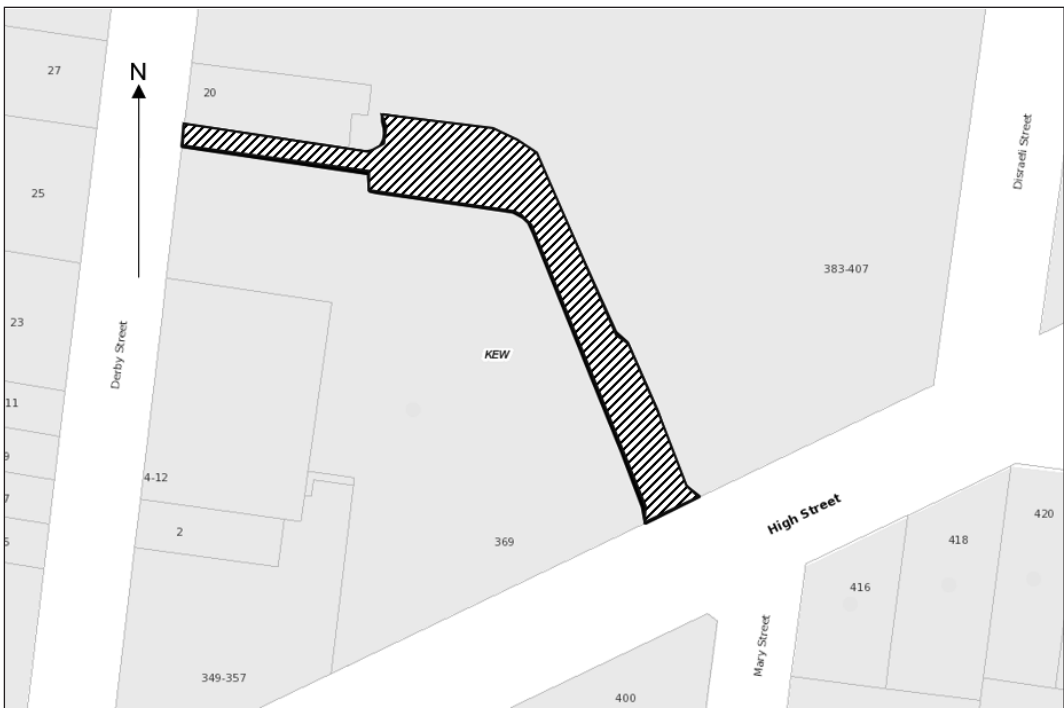 27
N
20
25
Disraeli Street
383-407
23
Derby Street
KEW
11
9
7
5
4-12
2
369
High Street
420
418
416
Mary Street
349-357
400